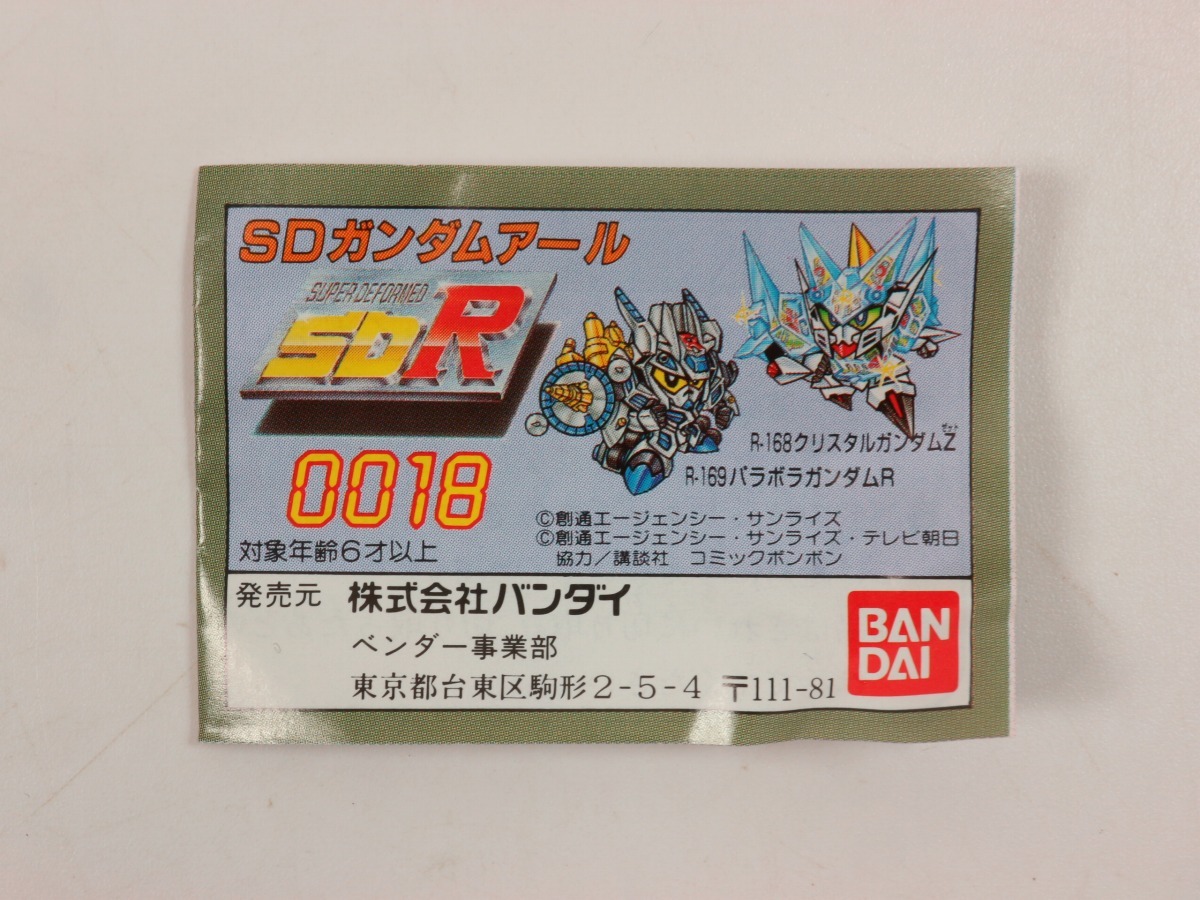 SDガンダムアール
SUPER DEFORMED
SDR
0018
対象年齢6才以上
R-168クリスタルガンダムZ
ゼット
R-169パラボラガンダムR
©創通エージェンシー・サンライズ
©創通エージェンシー・サンライズ・テレビ朝日
協力/講談社 コミックボンボン
発売元 株式会社バンダイ
ベンダー事業部
東京都台東区駒形2-5-4 〒111-81
BAN
DAI